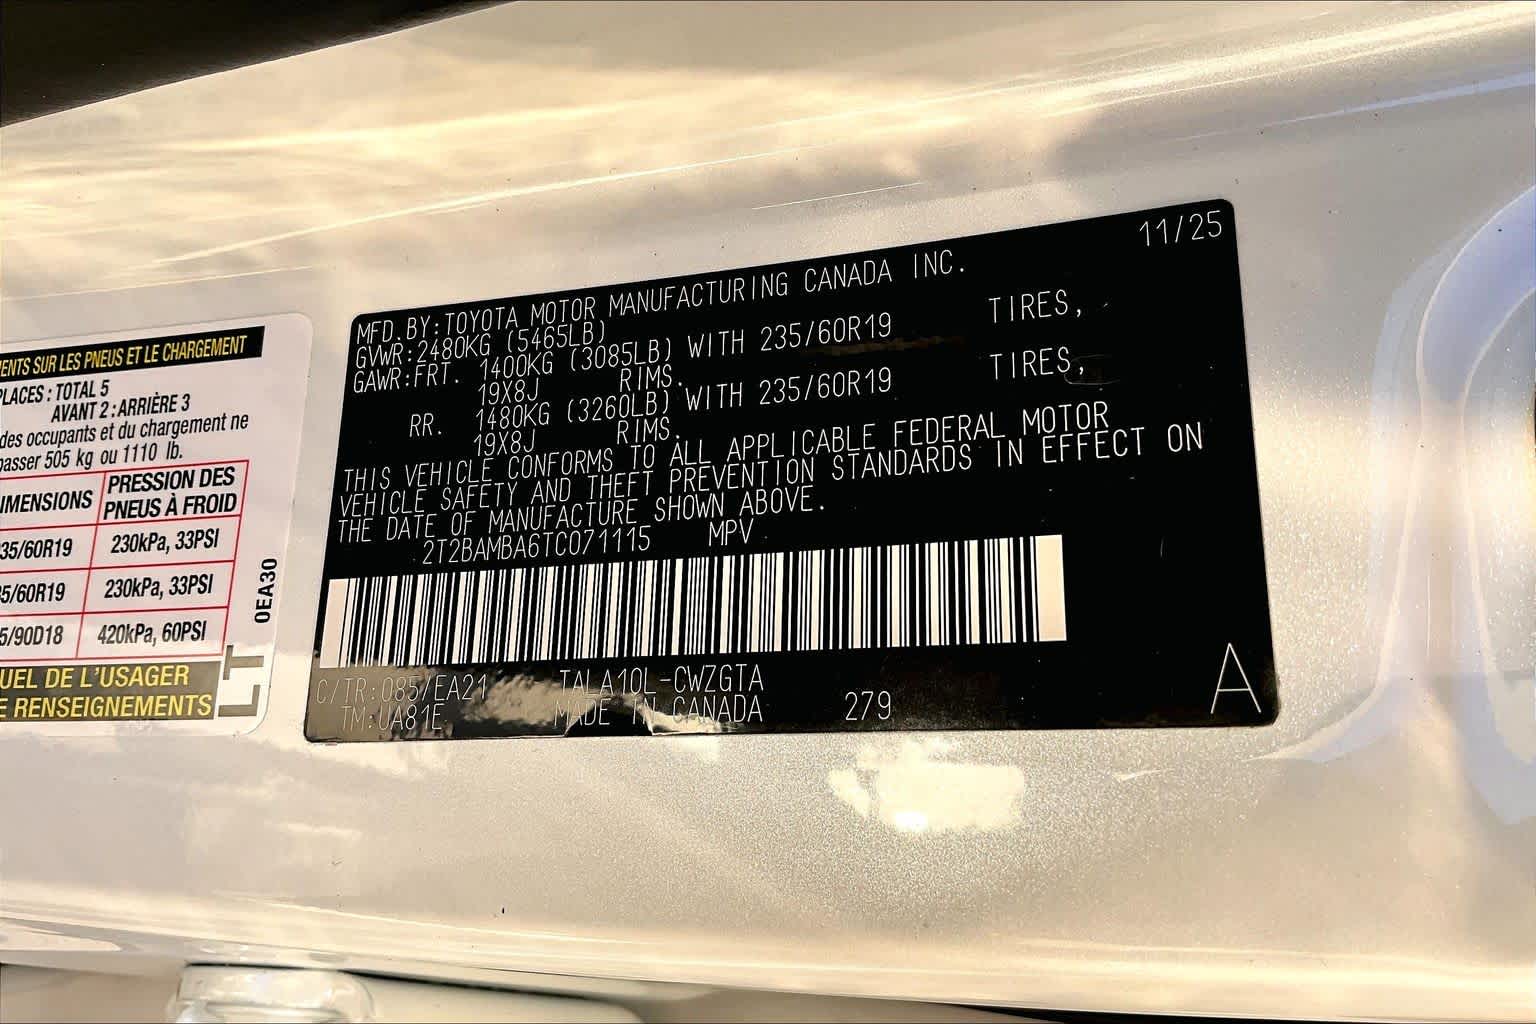 MENTS SUR LES PNEUS ET LE CHARGEMENT
PLACES : TOTAL 5
AVANT 2 : ARRIÈRE 3
des occupants et du chargement ne
passer 505 kg ou 1110 lb.
DIMENSIONS PRESSION DES PNEUS À FROID
235/60R19 230kPa, 33PSI
35/60R19 230kPa, 33PSI
5/90D18 420kPa, 60PSI
UEL DE L'USAGER
E RENSEIGNEMENTS
LT
0EA30
11/25
MFD.BY:TOYOTA MOTOR MANUFACTURING CANADA INC.
GVWR:2480KG (5465LB)
GAWR:FRT. 1400KG (3085LB) WITH 235/60R19 TIRES,
19X8J RIMS.
RR. 1480KG (3260LB) WITH 235/60R19 TIRES,
19X8J RIMS.
THIS VEHICLE CONFORMS TO ALL APPLICABLE FEDERAL MOTOR
VEHICLE SAFETY AND THEFT PREVENTION STANDARDS IN EFFECT ON
THE DATE OF MANUFACTURE SHOWN ABOVE.
2T2BAMBA6TC071115 MPV
C/TR:085/EA21 TALA10L-CWZGTA
TM:UA81E MADE IN CANADA 279
A